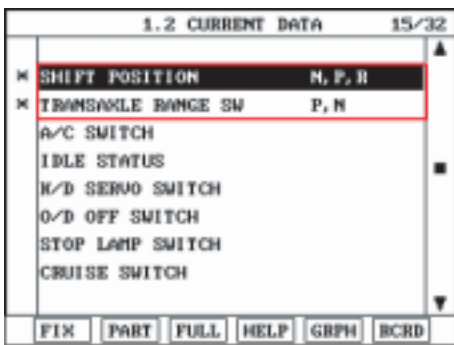 1.2 CURRENT DATA 15/32
* SHIFT POSITION N, P, R
* TRANSAXLE RANGE SW P, N
A/C SWITCH
IDLE STATUS
K/D SERVO SWITCH
O/D OFF SWITCH
STOP LAMP SWITCH
CRUISE SWITCH
FIX PART FULL HELP GRPH RCRD